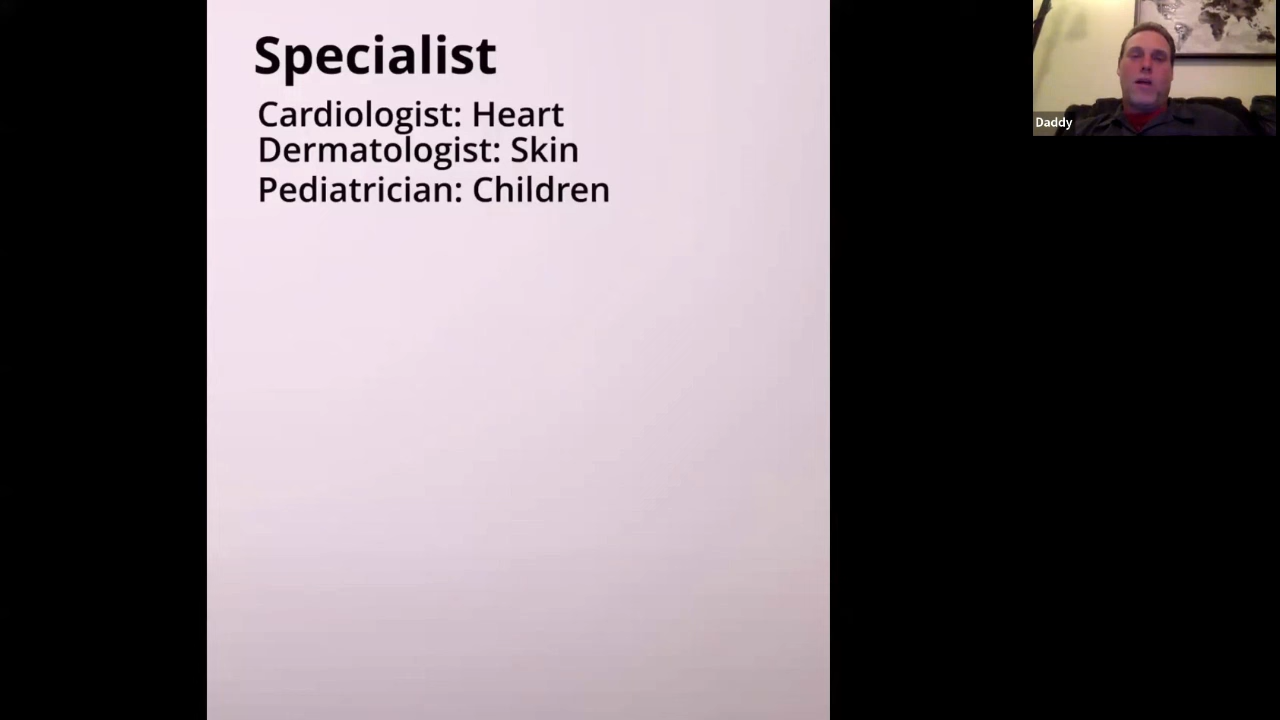 Specialist
Cardiologist: Heart
Dermatologist: Skin
Pediatrician: Children
Daddy